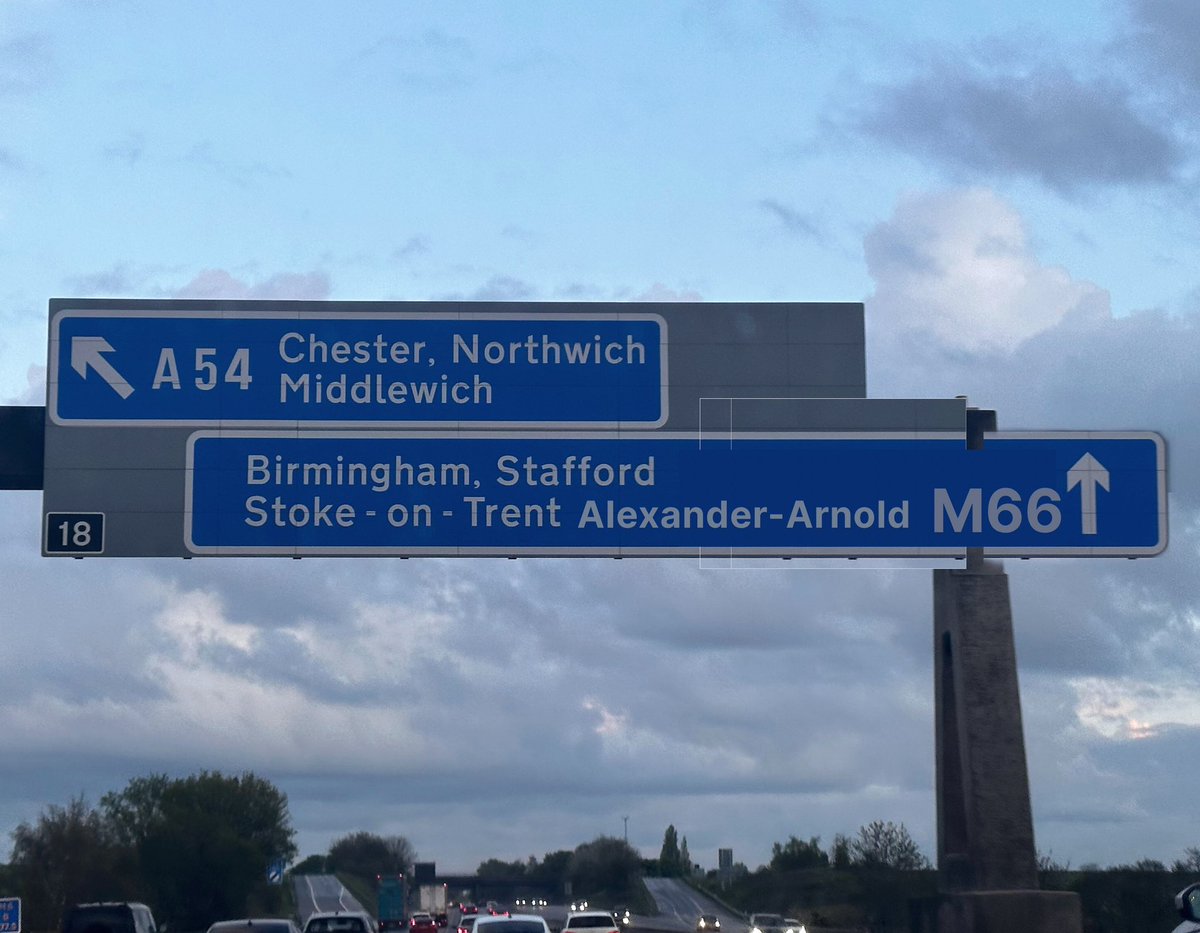 A54
Chester, Northwich
Middlewich
Birmingham, Stafford
Stoke-on-Trent Alexander-Arnold M66
18